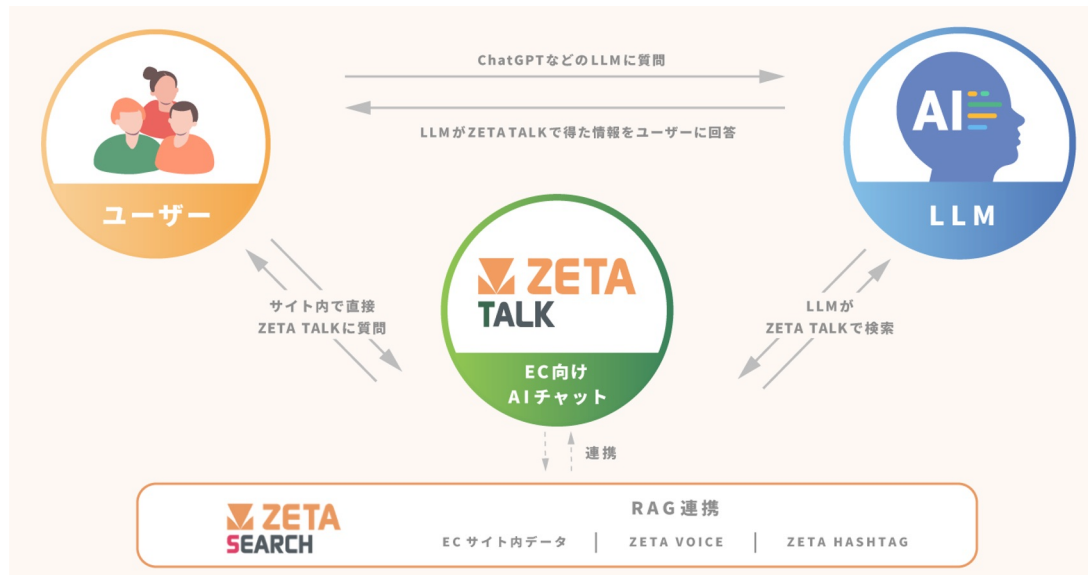 ChatGPTなどのLLMに質問
LLMがZETA TALKで得た情報をユーザーに回答
AI
ユーザー
LLM
ZETA
TALK
EC向け
AIチャット
サイト内で直接
ZETA TALKに質問
LLMが
ZETA TALKで検索
連携
ZETA
SEARCH
RAG連携
ECサイト内データ | ZETA VOICE | ZETA HASHTAG